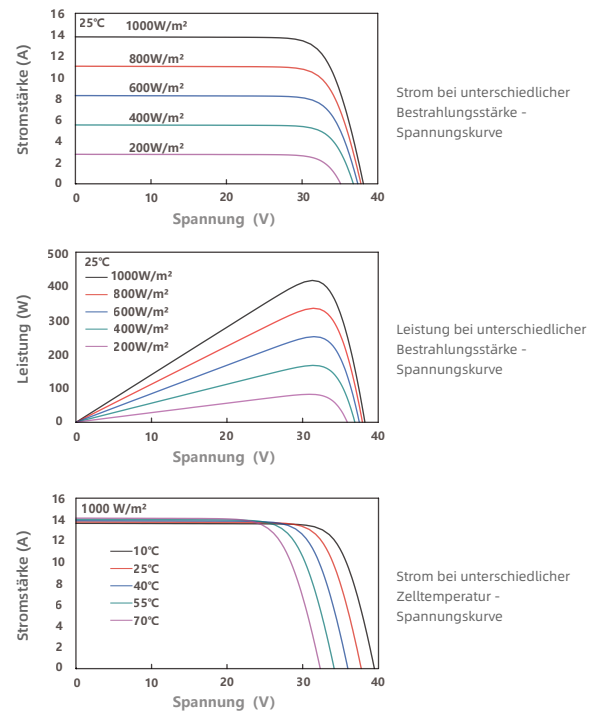 25℃
1000W/m²
800W/m²
600W/m²
400W/m²
200W/m²
16
14
12
10
8
6
4
2
0
Stromstärke (A)
0 10 20 30 40
Spannung (V)
Strom bei unterschiedlicher
Bestrahlungsstärke -
Spannungskurve
25℃
1000W/m²
800W/m²
600W/m²
400W/m²
200W/m²
500
400
300
200
100
0
Leistung (W)
0 10 20 30 40
Spannung (V)
Leistung bei unterschiedlicher
Bestrahlungsstärke -
Spannungskurve
1000 W/m²
10℃
25℃
40℃
55℃
70℃
16
14
12
10
8
6
4
2
0
Stromstärke (A)
0 10 20 30 40
Spannung (V)
Strom bei unterschiedlicher
Zelltemperatur -
Spannungskurve